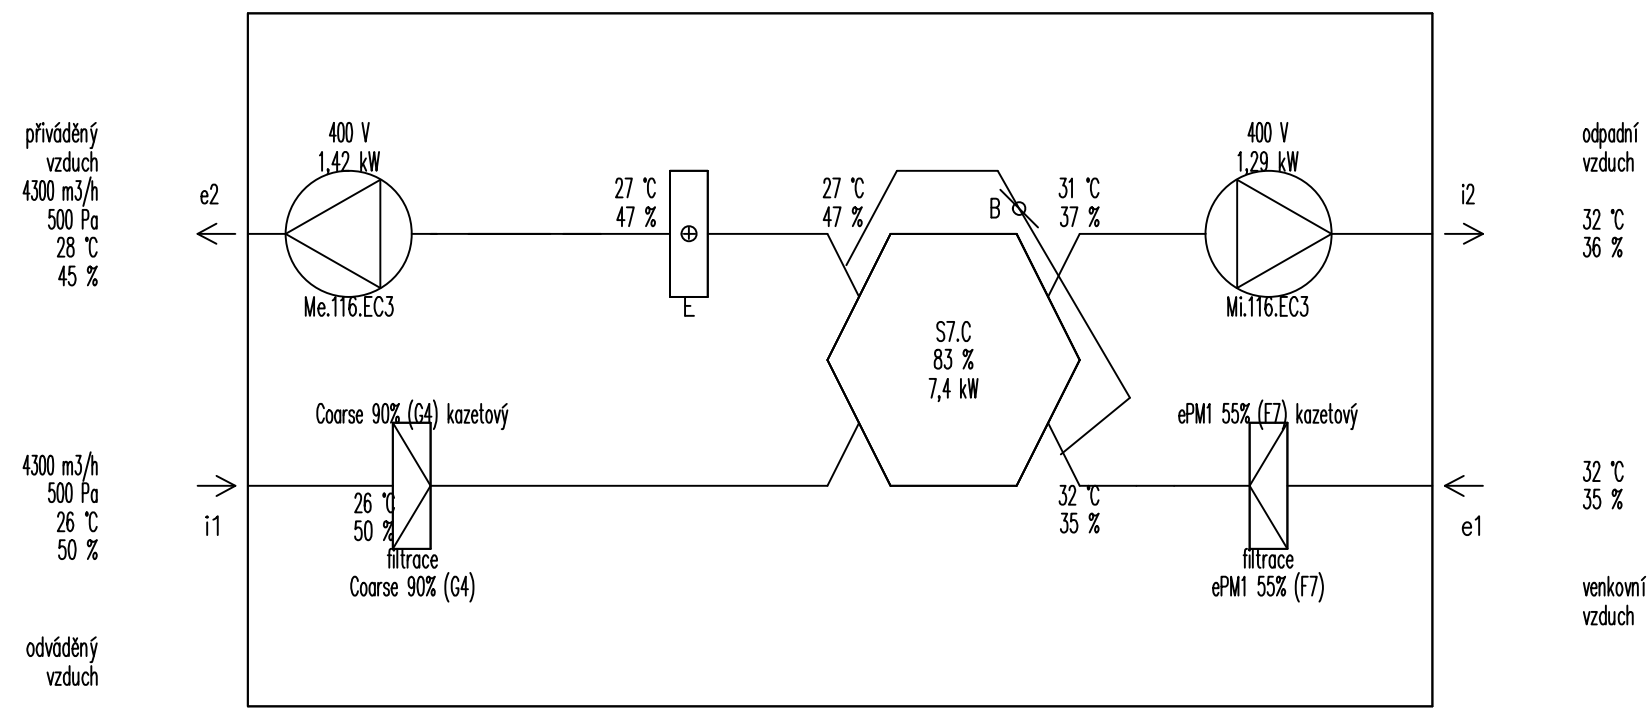 přiváděný
vzduch
4300 m3/h
500 Pa
28 °C
45 %
e2
400 V
1,42 kW
Me.116.EC3
27 °C
47 %
E
27 °C
47 %
B
31 °C
37 %
400 V
1,29 kW
Mi.116.EC3
i2
odpadní
vzduch
32 °C
36 %
S7.C
83 %
7,4 kW
4300 m3/h
500 Pa
26 °C
50 %
i1
Coarse 90% (G4) kazetový
26 °C
50 %
filtrace
Coarse 90% (G4)
32 °C
35 %
ePM1 55% (F7) kazetový
filtrace
ePM1 55% (F7)
e1
32 °C
35 %
venkovní
vzduch
odváděný
vzduch